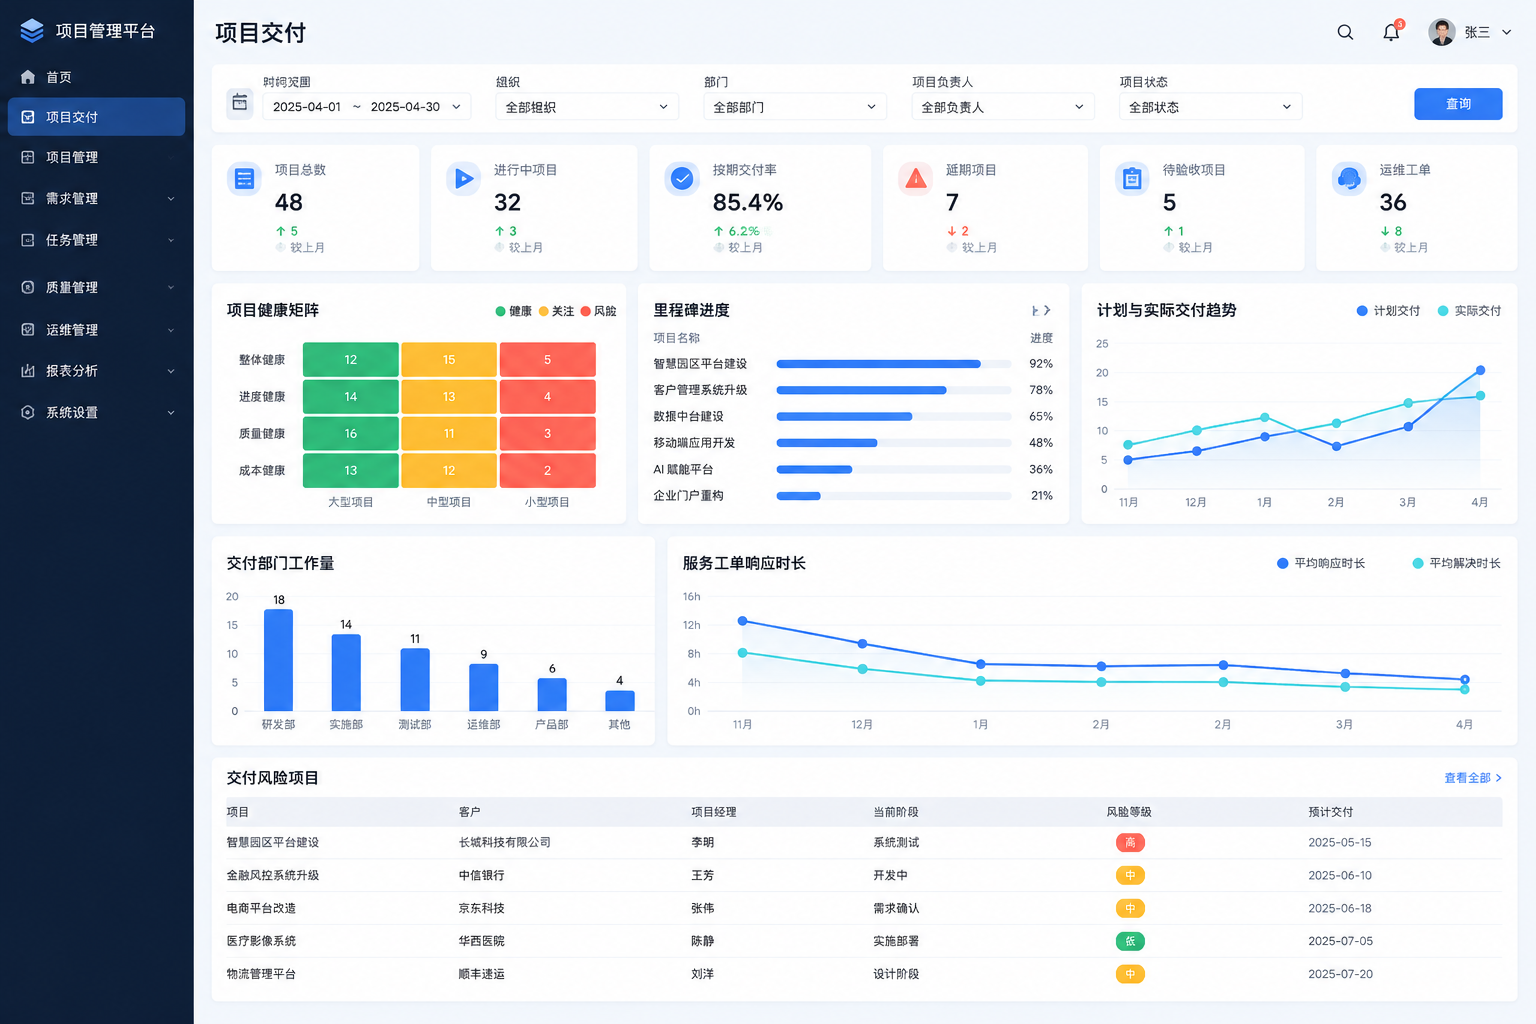 项目管理平台
首页
项目交付
项目管理
需求管理
任务管理
质量管理
运维管理
报表分析
系统设置
项目交付
3
张三
时间范围
2025-04-01 ~ 2025-04-30
组织
全部组织
部门
全部部门
项目负责人
全部负责人
项目状态
全部状态
查询
项目总数
48
↑ 5
较上月
进行中项目
32
↑ 3
较上月
按期交付率
85.4%
↑ 6.2%
较上月
延期项目
7
↓ 2
较上月
待验收项目
5
↑ 1
较上月
运维工单
36
↓ 8
较上月
项目健康矩阵
健康 关注 风险
整体健康 12 15 5
进度健康 14 13 4
质量健康 16 11 3
成本健康 13 12 2
大型项目 中型项目 小型项目
里程碑进度
项目名称 进度
智慧园区平台建设 92%
客户管理系统升级 78%
数据中台建设 65%
移动端应用开发 48%
AI 赋能平台 36%
企业门户重构 21%
计划与实际交付趋势
计划交付 实际交付
25
20
15
10
5
0
11月 12月 1月 2月 3月 4月
交付部门工作量
20
15
10
5
0
18 14 11 9 6 4
研发部 实施部 测试部 运维部 产品部 其他
服务工单响应时长
平均响应时长 平均解决时长
16h
12h
8h
4h
0h
11月 12月 1月 2月 2月 3月 4月
交付风险项目
查看全部 >
项目 客户 项目经理 当前阶段 风险等级 预计交付
智慧园区平台建设 长城科技有限公司 李明 系统测试 高 2025-05-15
金融风控系统升级 中信银行 王芳 开发中 中 2025-06-10
电商平台改造 京东科技 张伟 需求确认 中 2025-06-18
医疗影像系统 华西医院 陈静 实施部署 低 2025-07-05
物流管理平台 顺丰速运 刘洋 设计阶段 中 2025-07-20